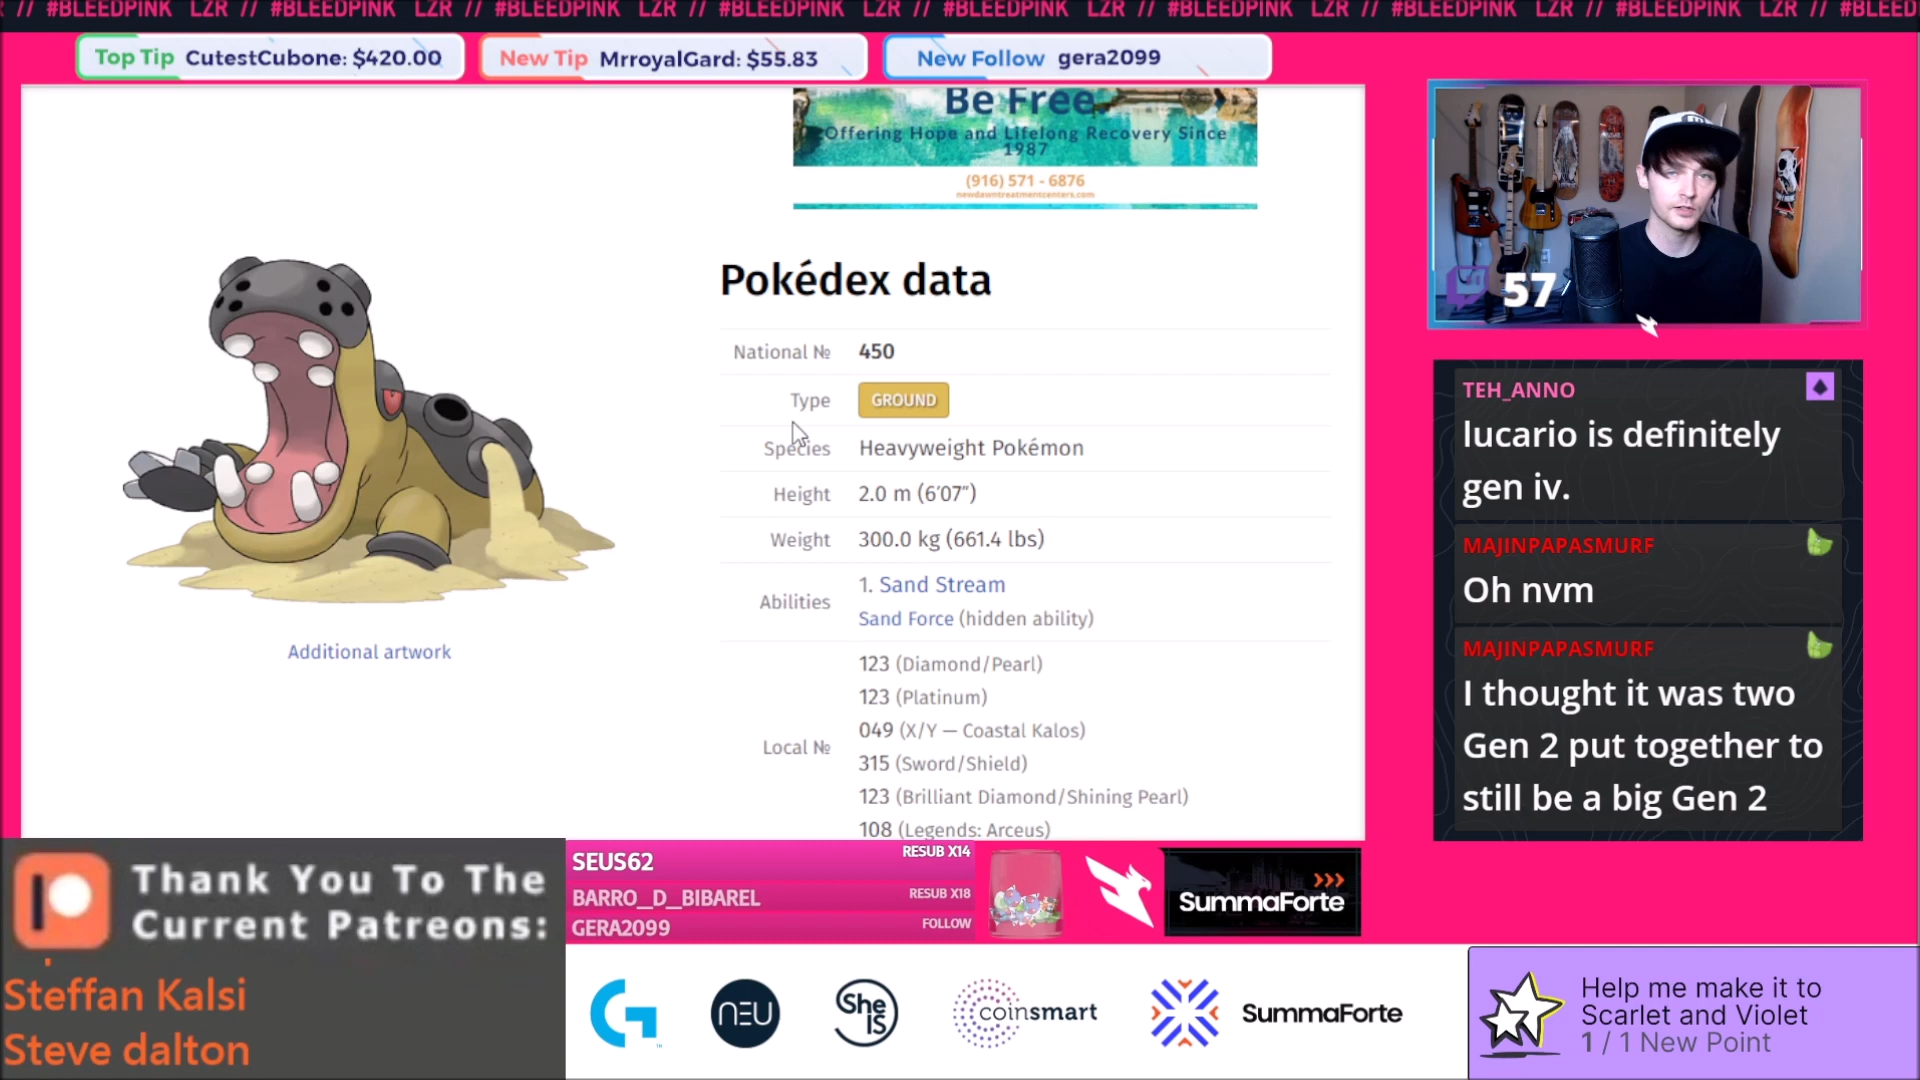 // #BLEEDPINK LZR // #BLEEDPINK LZR // #BLEEDPINK LZR // #BLEEDPINK LZR // #BLEEDPINK LZR // #BLEEDPINK LZR // #BLEEDPINK LZR // #BLEEDPINK LZR // #BLEED
Top Tip CutestCubone: $420.00
New Tip MrroyalGard: $55.83
New Follow gera2099
Be Free
Offering Hope and Lifelong Recovery Since
1987
(916) 571 - 6876
newdawntreatmentcenters.com
Pokédex data
National № 450
Type GROUND
Species Heavyweight Pokémon
Height 2.0 m (6′07″)
Weight 300.0 kg (661.4 lbs)
Abilities 1. Sand Stream
Sand Force (hidden ability)
Local № 123 (Diamond/Pearl)
123 (Platinum)
049 (X/Y — Coastal Kalos)
315 (Sword/Shield)
123 (Brilliant Diamond/Shining Pearl)
108 (Legends: Arceus)
Additional artwork
57
TEH_ANNO
lucario is definitely
gen iv.
MAJINPAPASMURF
Oh nvm
MAJINPAPASMURF
I thought it was two
Gen 2 put together to
still be a big Gen 2
Thank You To The
Current Patreons:
Steffan Kalsi
Steve dalton
SEUS62 RESUB X14
BARRO_D_BIBAREL RESUB X18
GERA2099 FOLLOW
SummaForte
G
neu
She IS
coinsmart
SummaForte
Help me make it to
Scarlet and Violet
1 / 1 New Point